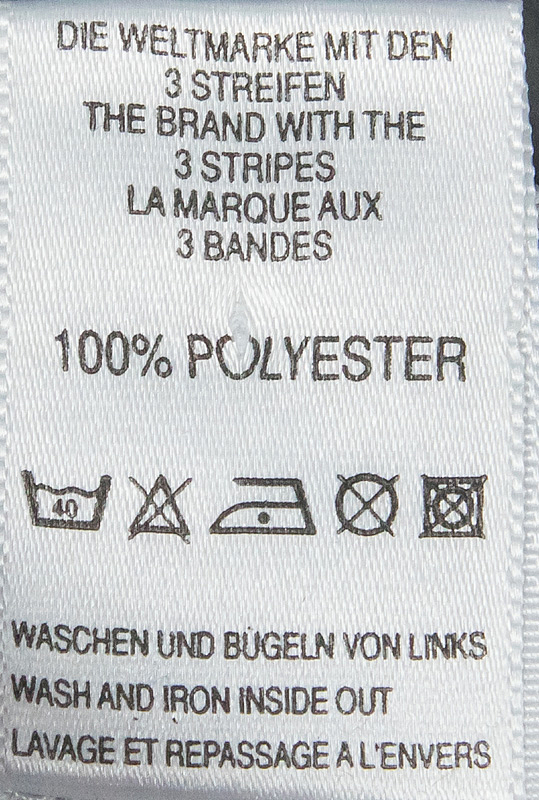 DIE WELTMARKE MIT DEN
3 STREIFEN
THE BRAND WITH THE
3 STRIPES
LA MARQUE AUX
3 BANDES
100% POLYESTER
40
WASCHEN UND BÜGELN VON LINKS
WASH AND IRON INSIDE OUT
LAVAGE ET REPASSAGE A L'ENVERS